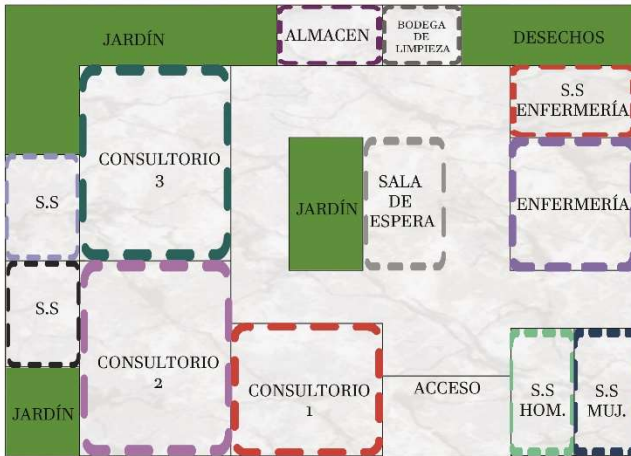 JARDÍN
ALMACEN
BODEGA
DE
LIMPIEZA
DESECHOS
S.S
ENFERMERÍA
CONSULTORIO
3
S.S
JARDÍN
SALA
DE
ESPERA
ENFERMERÍA
S.S
CONSULTORIO
2
JARDÍN
CONSULTORIO
1
ACCESO
S.S
HOM.
S.S
MUJ.